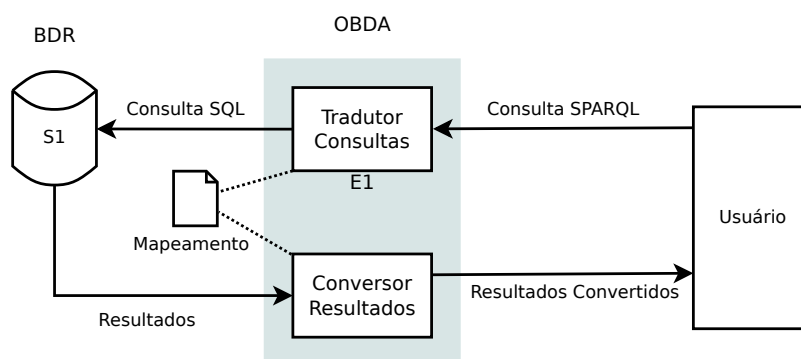 OBDA
BDR
Consulta SQL
Tradutor
Consultas
Consulta SPARQL
S1
E1
Mapeamento
Usuário
Conversor
Resultados
Resultados
Resultados Convertidos